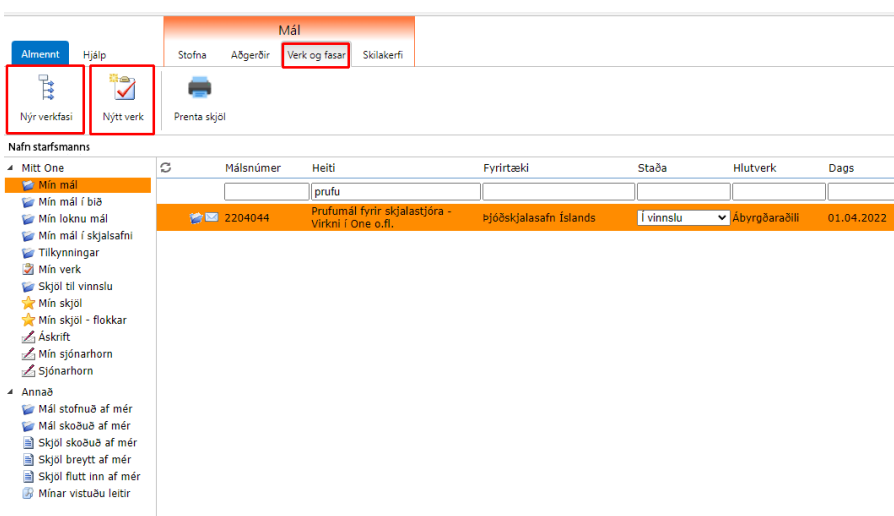 Mál
Almennt Hjálp Stofna Aðgerðir Verk og fasar Skilakerfi
Nýr verkfasi Nýtt verk Prenta skjöl
Nafn starfsmanns
Mitt One
Mín mál
Mín mál í bið
Mín loknu mál
Mín mál í skjalsafni
Tilkynningar
Mín verk
Skjöl til vinnslu
Mín skjöl
Mín skjöl - flokkar
Áskrift
Mín sjónarhorn
Sjónarhorn
Annað
Mál stofnuð af mér
Mál skoðuð af mér
Skjöl skoðuð af mér
Skjöl breytt af mér
Skjöl flutt inn af mér
Mínar vistuðu leitir
Málsnúmer Heiti Fyrirtæki Staða Hlutverk Dags
prufu
2204044 Prufumál fyrir skjalastjóra - Þjóðskjalasafn Íslands Í vinnslu Ábyrgðaraðili 01.04.2022
Virkni í One o.fl.